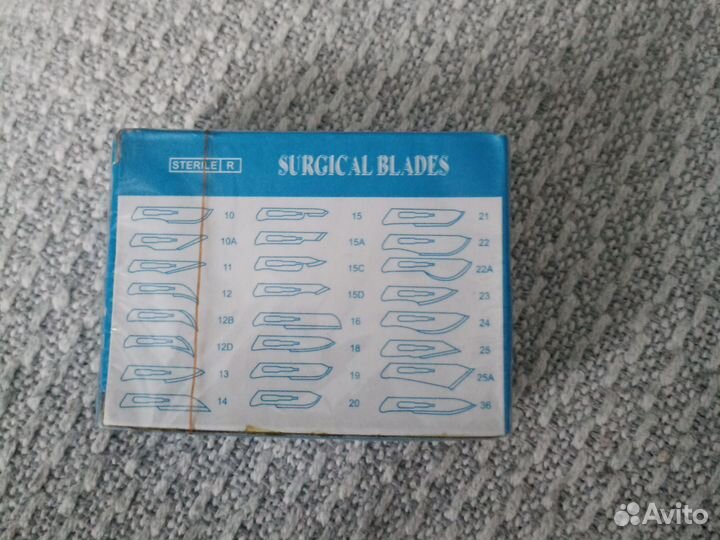 STERILE R
SURGICAL BLADES
10 15 21
10A 15A 22
11 15C 22A
12 15D 23
12B 16 24
12D 18 25
13 19 25A
14 20 36
Avito